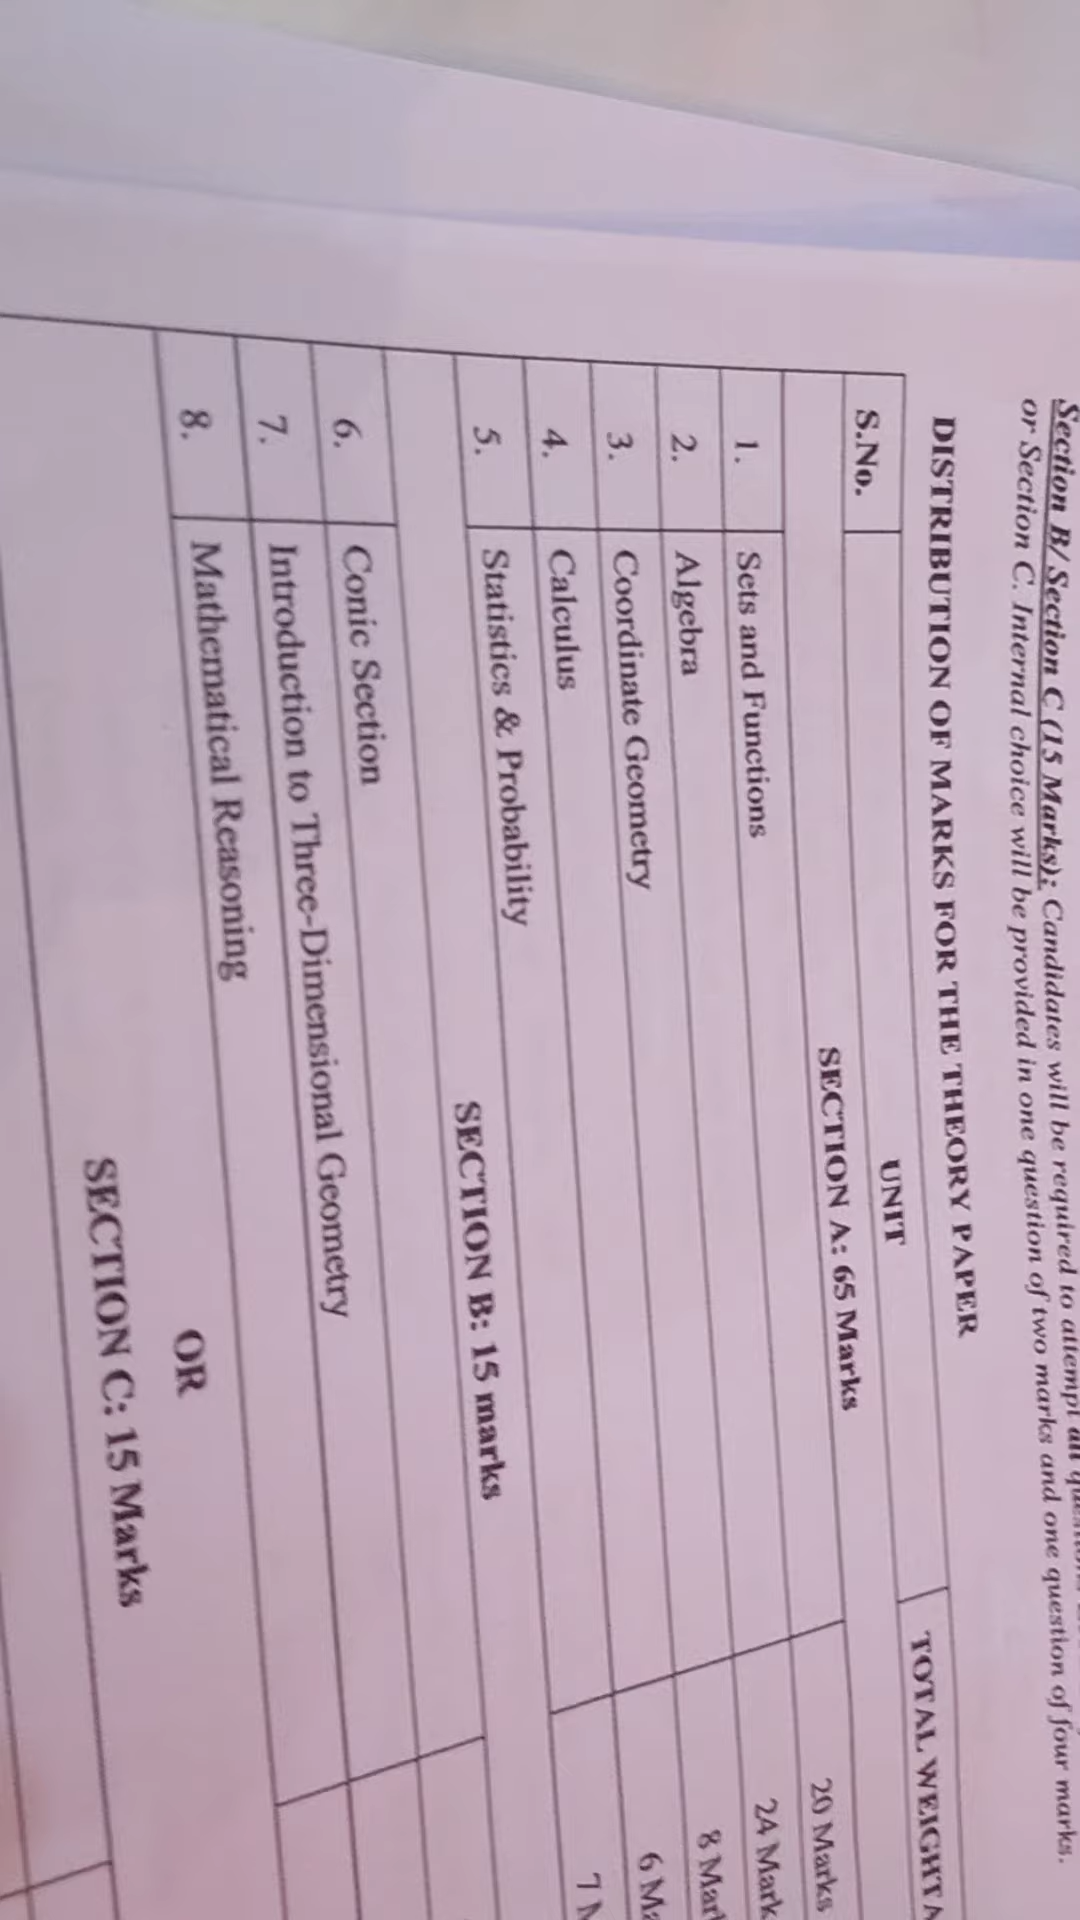 Section B/ Section C (15 Marks): Candidates will be required to attempt all
or Section C. Internal choice will be provided in one question of two marks and one question of four marks.
DISTRIBUTION OF MARKS FOR THE THEORY PAPER
S.No. UNIT TOTAL
SECTION A: 65 Marks
1. Sets and Functions 20 Marks
2. Algebra 24 Mark
3. Coordinate Geometry 8 Mar
4. Calculus 6 Ma
5. Statistics & Probability 7
SECTION B: 15 marks
6. Conic Section
7. Introduction to Three-Dimensional Geometry
8. Mathematical Reasoning
OR
SECTION C: 15 Marks